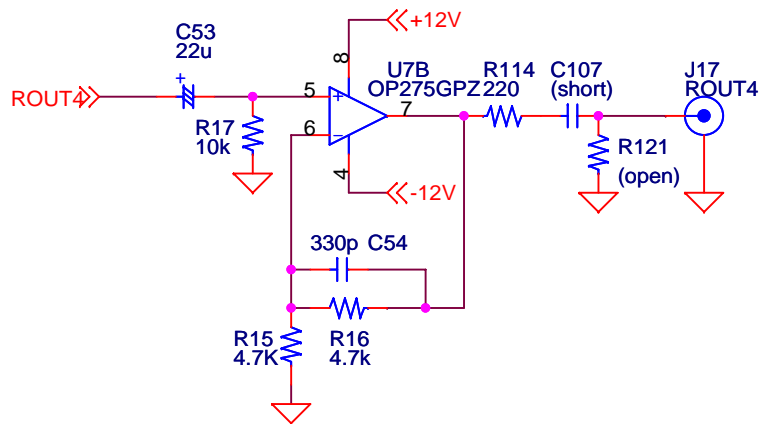 +12V
C53
22u
+
8
U7B
OP275GPZ
R114
220
C107
(short)
J17
ROUT4
ROUT4
5
+
7
6
−
R17
10k
4
-12V
R121
(open)
330p C54
R15
4.7K
R16
4.7k